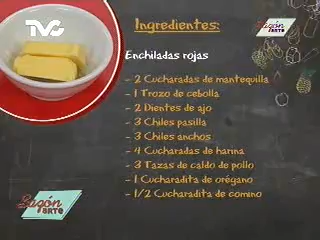 TVC
Ingredientes:
Sazón
arte
Enchiladas rojas
- 2 Cucharadas de mantequilla
- 1 Trozo de cebolla
- 2 Dientes de ajo
- 3 Chiles pasilla
- 3 Chiles anchos
- 4 Cucharadas de harina
- 3 Tazas de caldo de pollo
- 1 Cucharadita de orégano
- 1/2 Cucharadita de comino
Sazón
arte